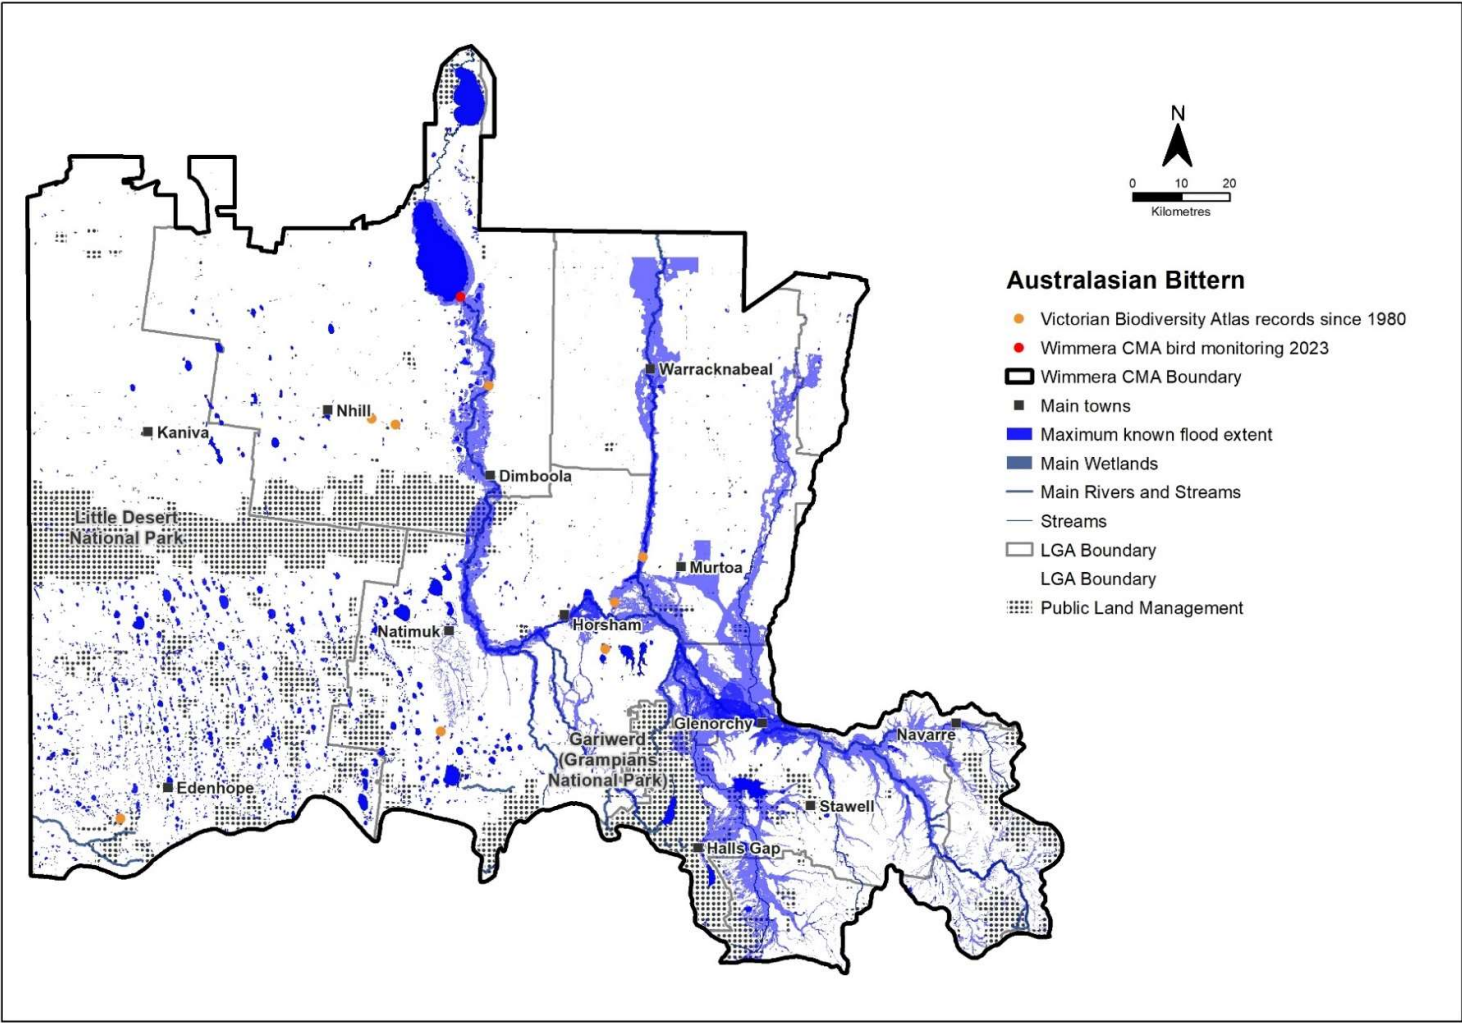 N
0 10 20
Kilometres
Australasian Bittern
Victorian Biodiversity Atlas records since 1980
Wimmera CMA bird monitoring 2023
Wimmera CMA Boundary
Main towns
Maximum known flood extent
Main Wetlands
Main Rivers and Streams
Streams
LGA Boundary
LGA Boundary
Public Land Management
Warracknabeal
Nhill
Kaniva
Dimboola
Little Desert
National Park
Murtoa
Horsham
Natimuk
Glenorchy
Navarre
Gariwerd
(Grampians
National Park)
Edenhope
Stawell
Halls Gap